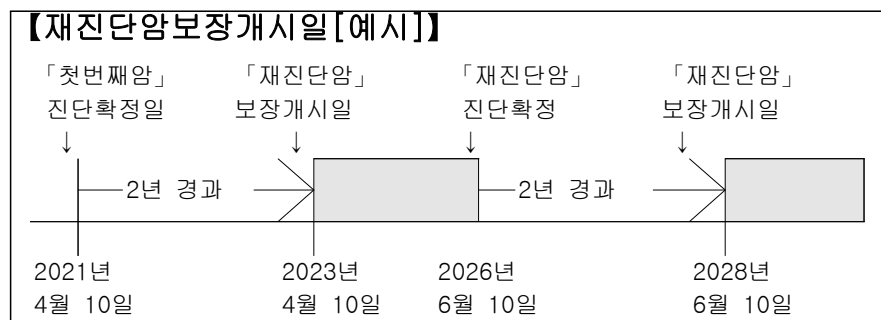 【재진단암보장개시일[예시]】
「첫번째암」 「재진단암」 「재진단암」 「재진단암」
진단확정일 보장개시일 진단확정 보장개시일
↓ ↓ ↓ ↓
2년 경과 2년 경과
2021년 2023년 2026년 2028년
4월 10일 4월 10일 6월 10일 6월 10일